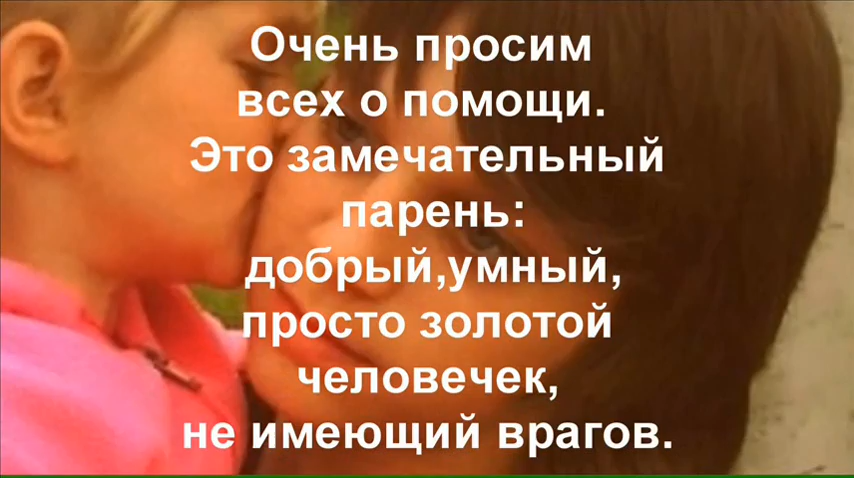 Очень просим
всех о помощи.
Это замечательный
парень:
добрый,умный,
просто золотой
человечек,
не имеющий врагов.